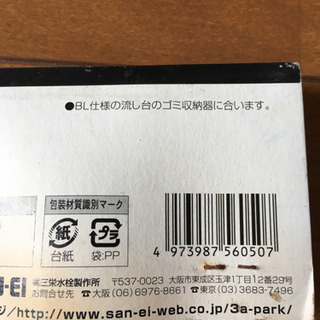 ●BL仕様の流し台のゴミ収納器に合います。
包装材質識別マーク
紙
プラ
台紙
袋:PP
4 973987 560507
N-EI
㈱三栄水栓製作所
〒537-0023 大阪市東成区玉津1丁目12番29号
お問合せ先 ☎大阪 (06) 6976-8661 ☎東京 (03) 3683-7496
ジ/http://www.san-ei-web.co.jp/3a-park/